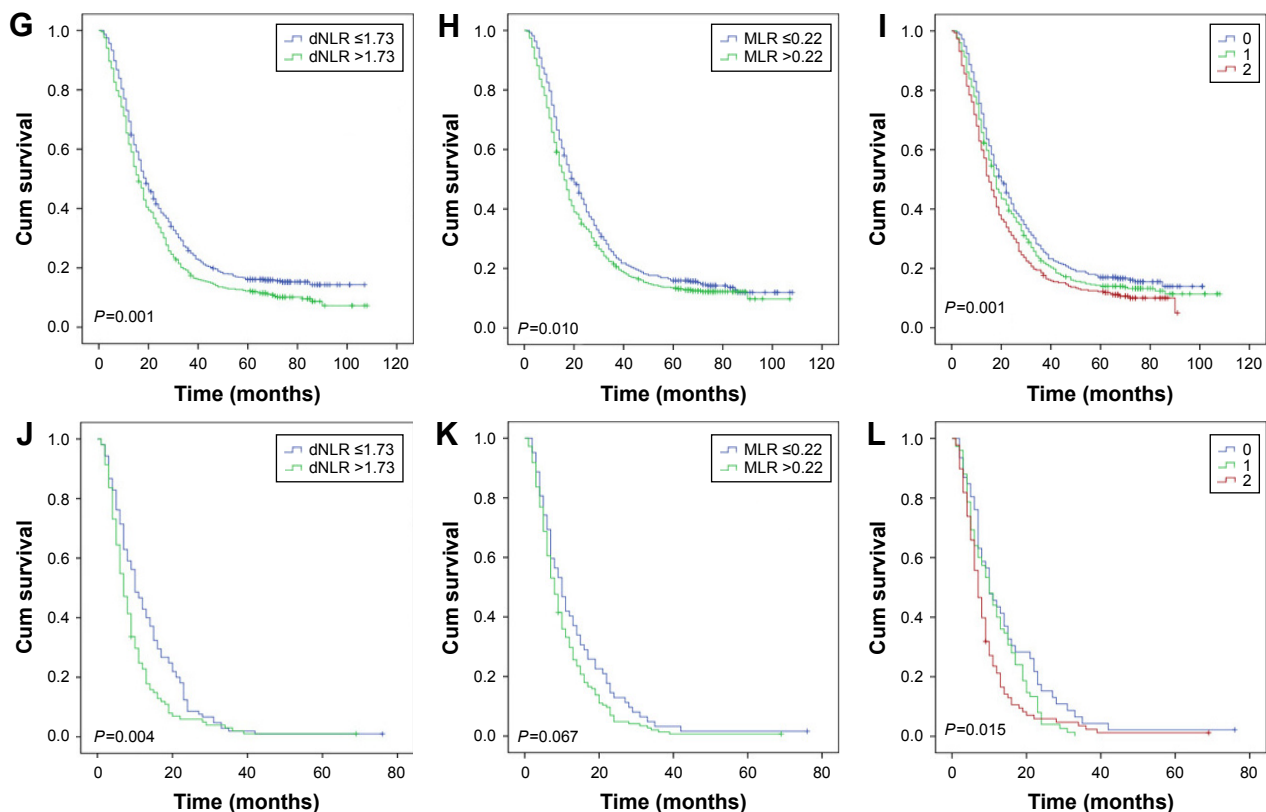 G
dNLR ≤1.73
dNLR >1.73
Cum survival
1.0
0.8
0.6
0.4
0.2
0.0
P=0.001
0 20 40 60 80 100 120
Time (months)
H
MLR ≤0.22
MLR >0.22
Cum survival
1.0
0.8
0.6
0.4
0.2
0.0
P=0.010
0 20 40 60 80 100 120
Time (months)
I
0
1
2
Cum survival
1.0
0.8
0.6
0.4
0.2
0.0
P=0.001
0 20 40 60 80 100 120
Time (months)
J
dNLR ≤1.73
dNLR >1.73
Cum survival
1.0
0.8
0.6
0.4
0.2
0.0
P=0.004
0 20 40 60 80
Time (months)
K
MLR ≤0.22
MLR >0.22
Cum survival
1.0
0.8
0.6
0.4
0.2
0.0
P=0.067
0 20 40 60 80
Time (months)
L
0
1
2
Cum survival
1.0
0.8
0.6
0.4
0.2
0.0
P=0.015
0 20 40 60 80
Time (months)